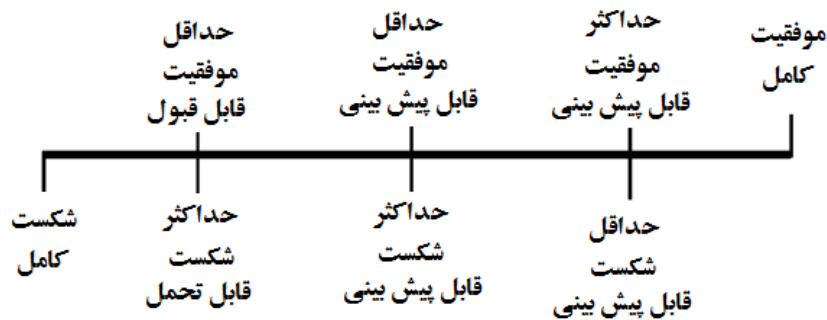 موفقیت
کامل
حداکثر
موفقیت
قابل پیش بینی
حداقل
موفقیت
قابل پیش بینی
حداقل
موفقیت
قابل قبول
شکست
کامل
حداکثر
شکست
قابل تحمل
حداکثر
شکست
قابل پیش بینی
حداقل
شکست
قابل پیش بینی